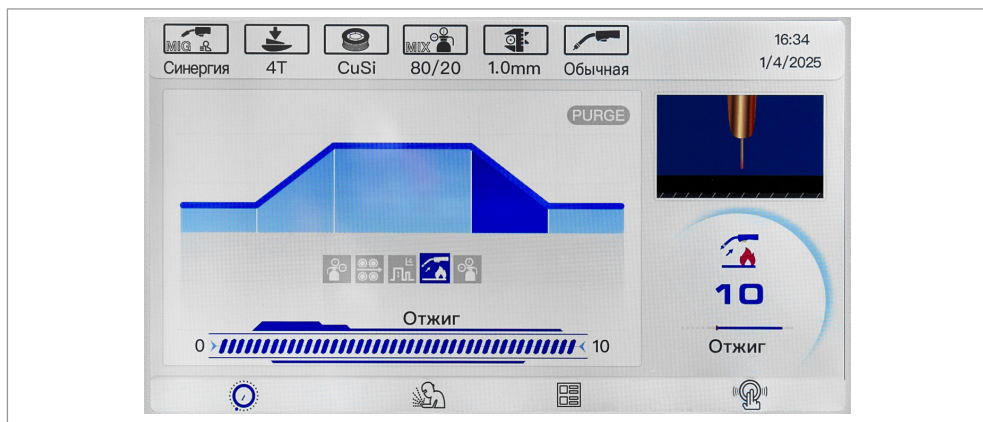 MIG
MIX
Синергия 4T CuSi 80/20 1.0mm Обычная
16:34
1/4/2025
PURGE
Отжиг
0 10
10
Отжиг